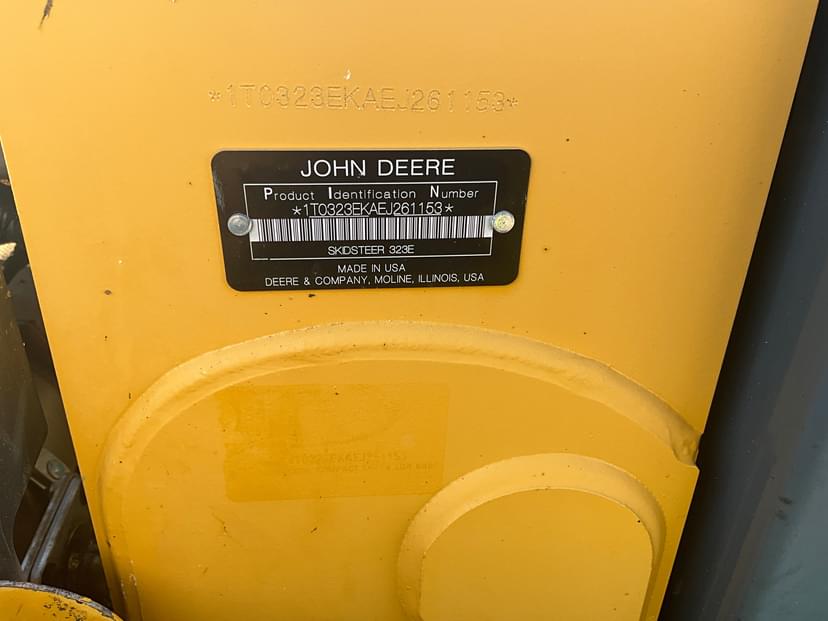 *1T0323EKAEJ261153*
JOHN DEERE
Product Identification Number
*1T0323EKAEJ261153*
SKIDSTEER 323E
MADE IN USA
DEERE & COMPANY, MOLINE, ILLINOIS, USA